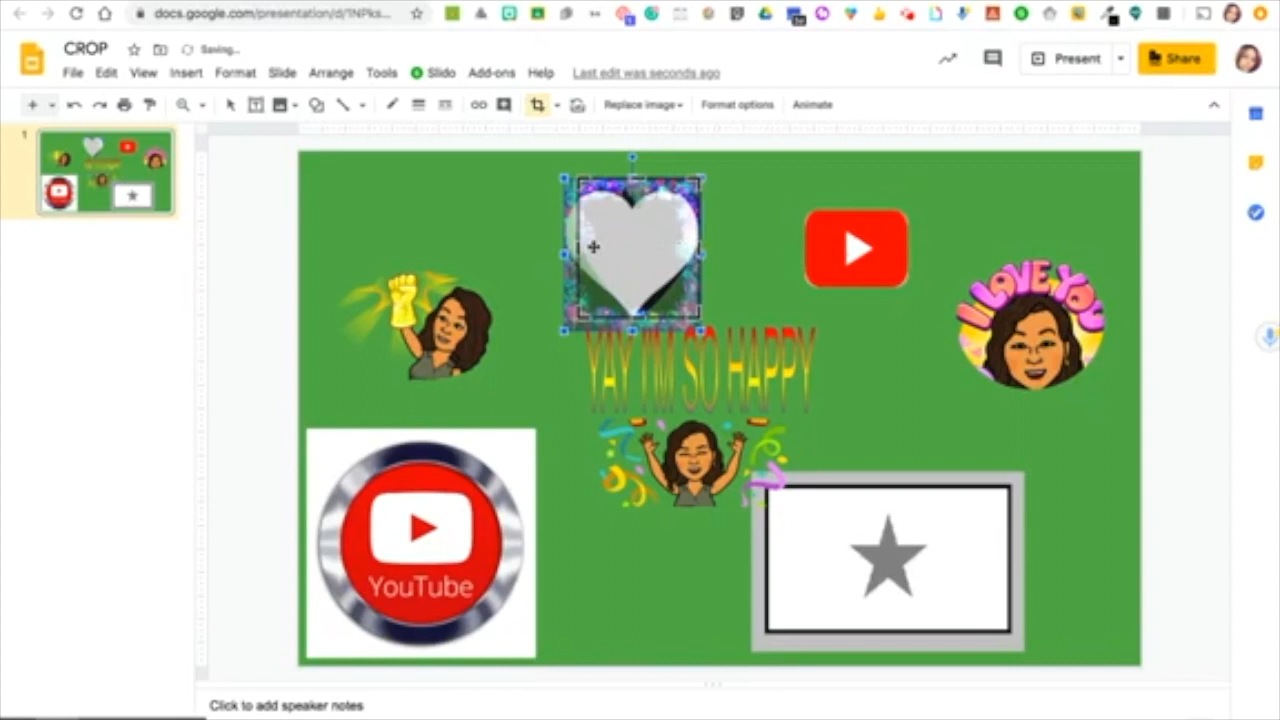 docs.google.com/presentation/d/1NPks...
CROP
Saving...
File Edit View Insert Format Slide Arrange Tools Slido Add-ons Help Last edit was seconds ago
Present
Share
Replace image
Format options
Animate
1
I LOVE YOU
YAY I'M SO HAPPY
YouTube
Click to add speaker notes